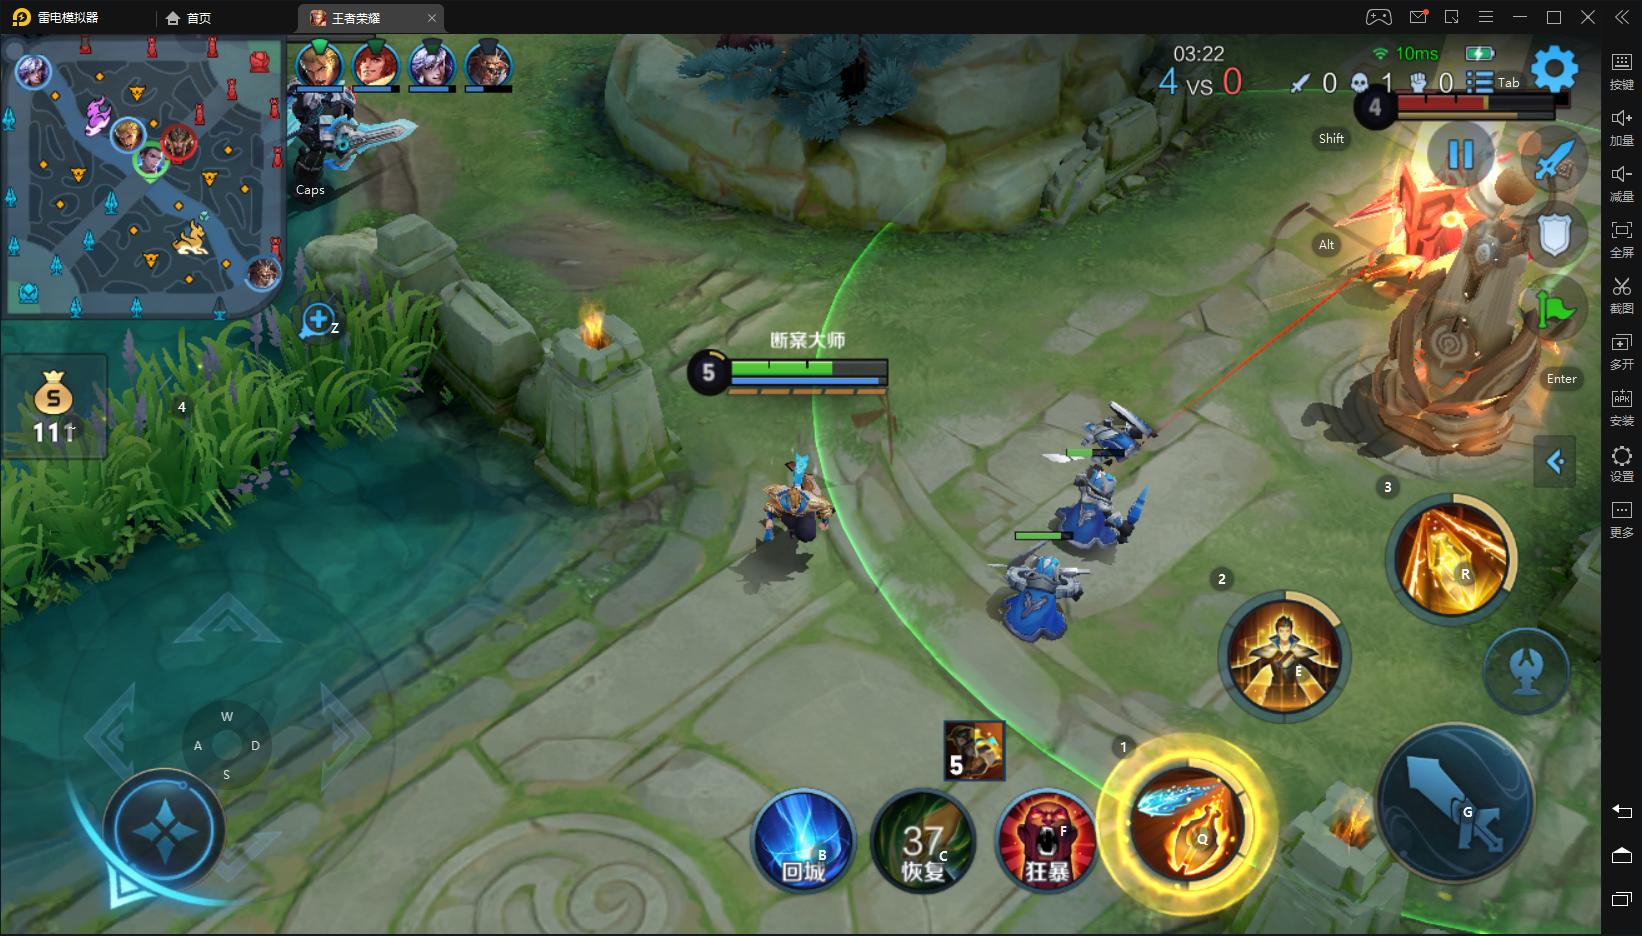 雷电模拟器
首页
王者荣耀
03:22
4 VS 0
10ms
0 1 0 Tab
4
Shift
按键
加量
Caps
减量
Alt
全屏
截图
Z
断案大师
5
多开
Enter
4
111
安装
设置
3
更多
R
2
E
W
A D
S
1
5
G
37
F
Q
B
C
回城
恢复
狂暴